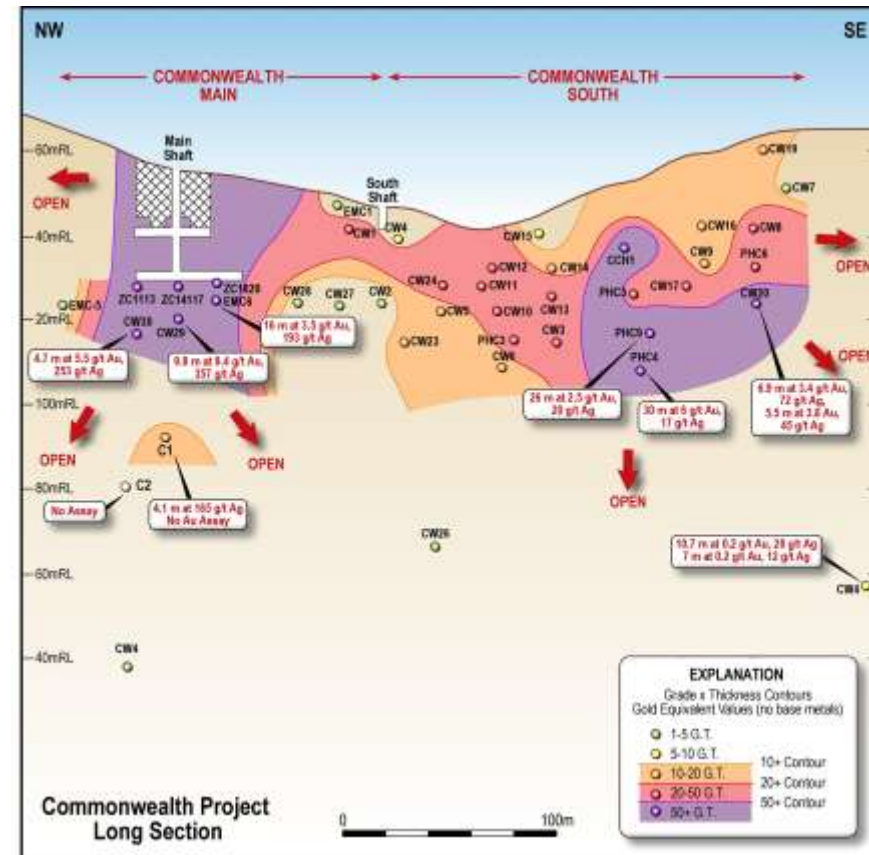 NW
SE
COMMONWEALTH
MAIN
COMMONWEALTH
SOUTH
Main
Shaft
South
Shaft
60mRL
40mRL
20mRL
100mRL
80mRL
60mRL
40mRL
OPEN
OPEN
OPEN
OPEN
OPEN
OPEN
CW19
CW7
EMC1
CW1
CW4
CW15
CW16
CW8
CW9
CCH1
PHC6
CW12
CW14
CW24
CW11
CW13
PHC5
CW17
CW30
ZC1113
ZC14117
EMC6
EMC-5
CW28
CW27
CW2
CW5
CW10
CW23
PHC3
CW3
CW6
PHC9
PHC4
CW29
16 m at 3.5 g/t Au,
193 g/t Ag
4.7 m at 5.5 g/t Au,
253 g/t Ag
9.8 m at 8.4 g/t Au,
357 g/t Ag
26 m at 2.5 g/t Au,
28 g/t Ag
30 m at 6 g/t Au,
17 g/t Ag
6.9 m at 3.4 g/t Au,
72 g/t Ag,
5.5 m at 3.8 g/t Au,
45 g/t Ag
C1
C2
No Assay
4.1 m at 165 g/t Ag
No Au Assay
CW26
10.7 m at 0.2 g/t Au, 28 g/t Ag
7 m at 0.2 g/t Au, 12 g/t Ag
CW4
EXPLANATION
Grade x Thickness Contours
Gold Equivalent Values (no base metals)
1-5 G.T.
5-10 G.T.
10-20 G.T.
20-50 G.T.
50+ G.T.
10+ Contour
20+ Contour
50+ Contour
Commonwealth Project
Long Section
0
100m